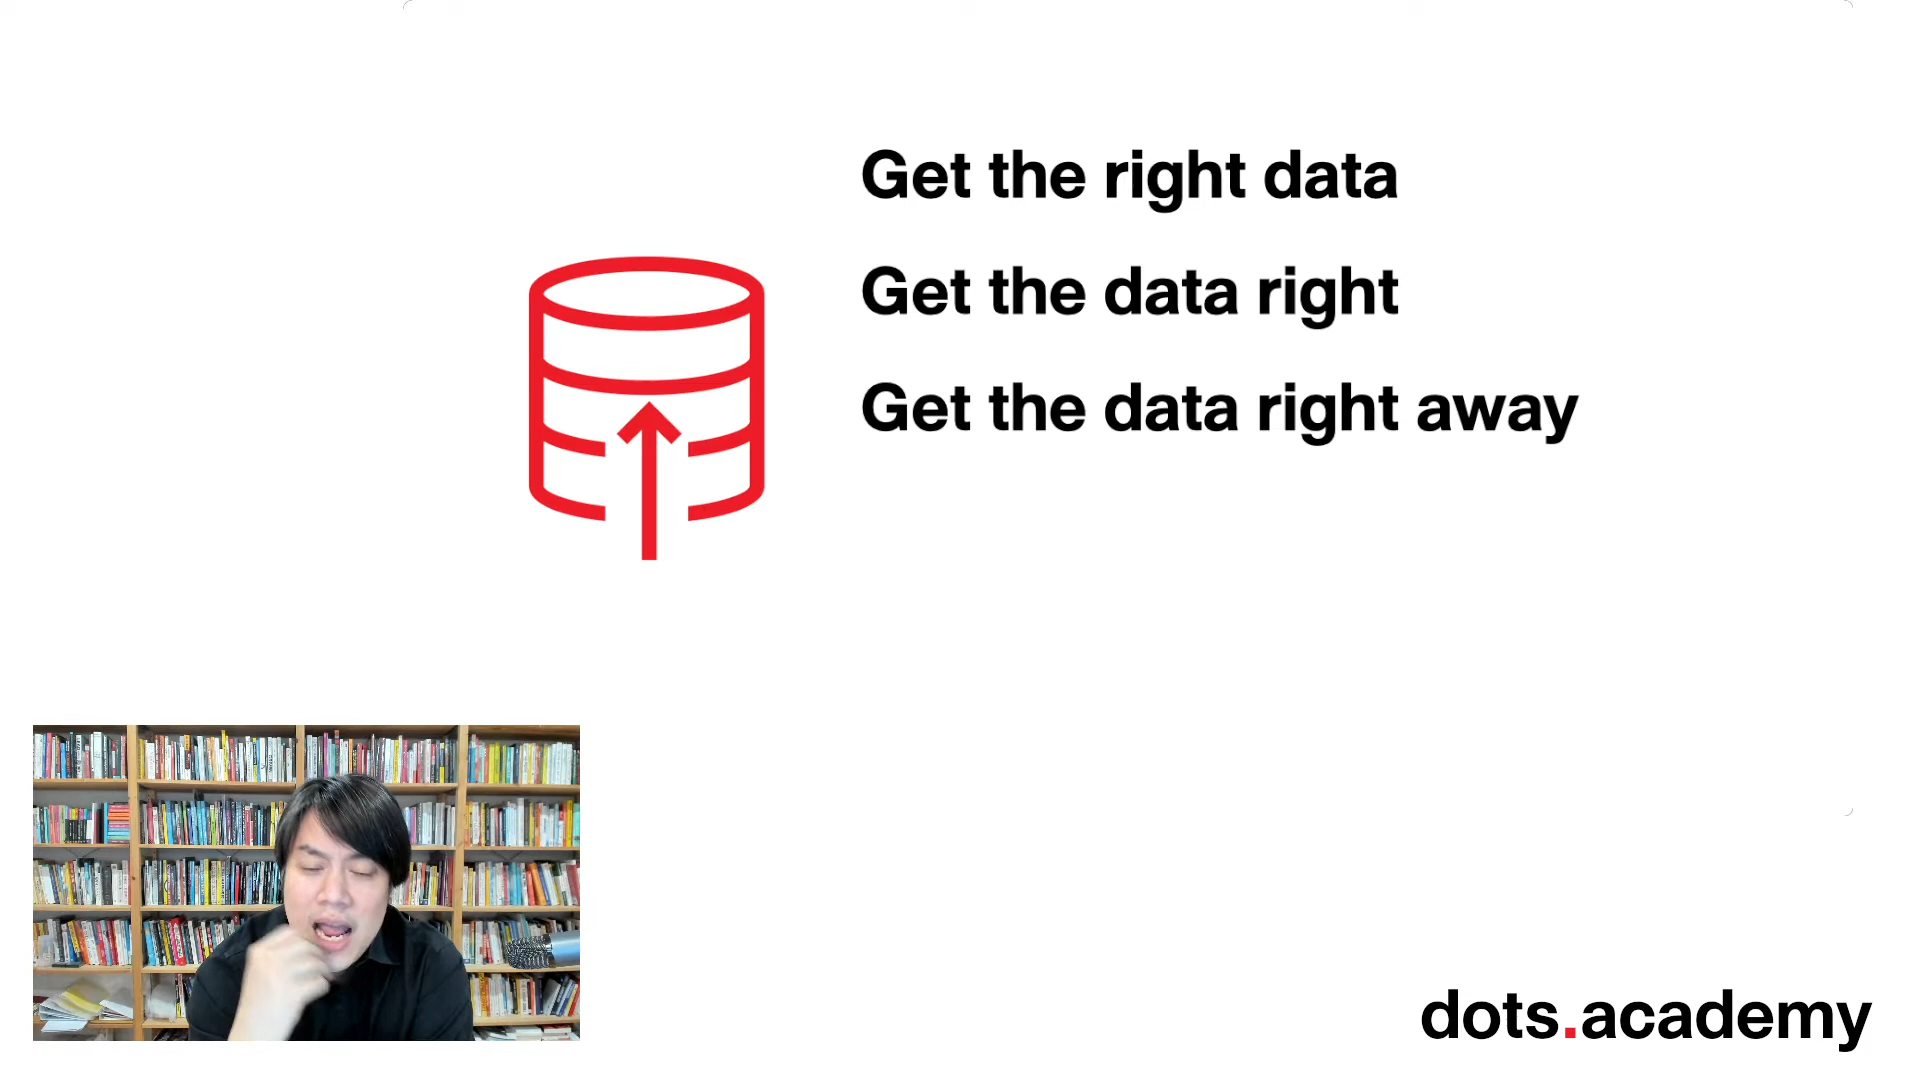 Get the right data
Get the data right
Get the data right away
dots.academy